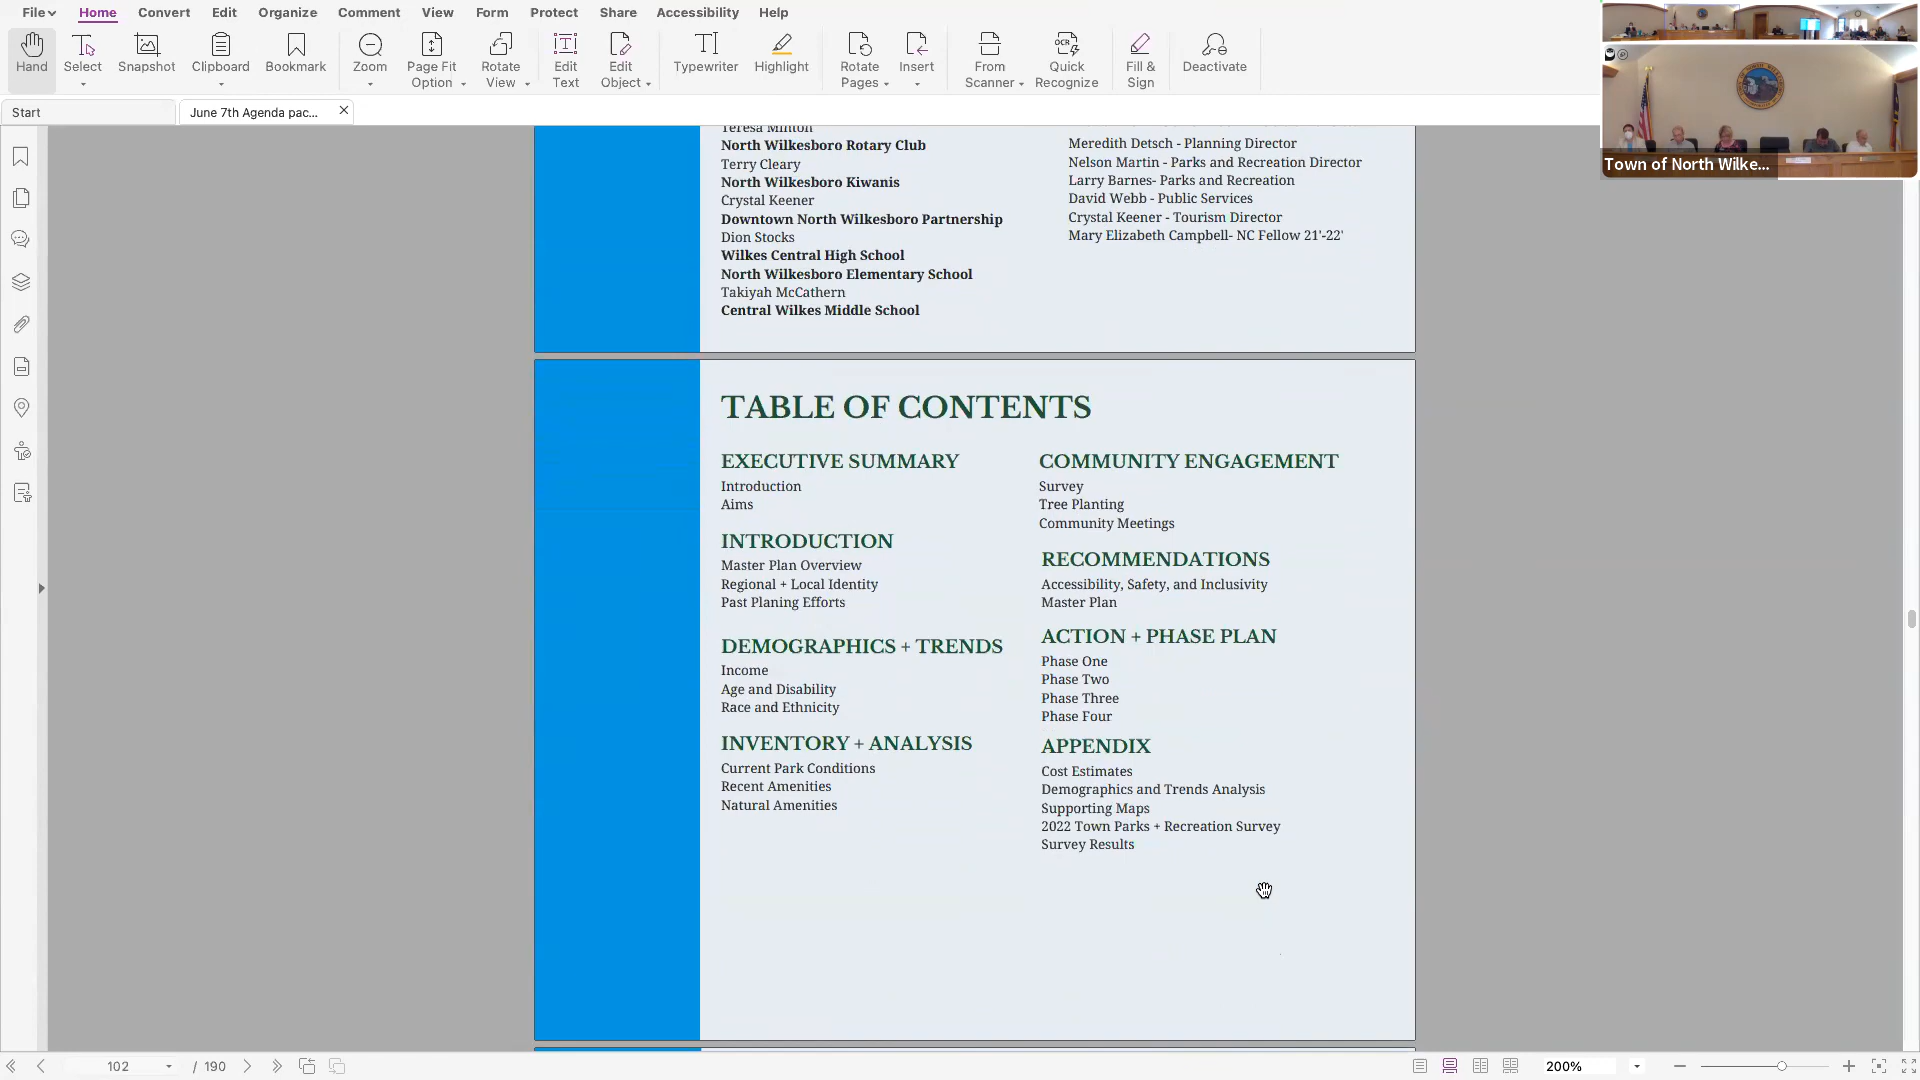 File Home Convert Edit Organize Comment View Form Protect Share Accessibility Help
Hand Select Snapshot Clipboard Bookmark Zoom Page Fit Option Rotate View Edit Text Edit Object Typewriter Highlight Rotate Pages Insert From Scanner OCR Quick Recognize Fill & Sign Deactivate
Start June 7th Agenda pac...
Town of North Wilke...
Teresa Minton
North Wilkesboro Rotary Club
Terry Cleary
North Wilkesboro Kiwanis
Crystal Keener
Downtown North Wilkesboro Partnership
Dion Stocks
Wilkes Central High School
North Wilkesboro Elementary School
Takiyah McCathern
Central Wilkes Middle School
Meredith Detsch - Planning Director
Nelson Martin - Parks and Recreation Director
Larry Barnes- Parks and Recreation
David Webb - Public Services
Crystal Keener - Tourism Director
Mary Elizabeth Campbell- NC Fellow 21'-22'
TABLE OF CONTENTS
EXECUTIVE SUMMARY
Introduction
Aims
INTRODUCTION
Master Plan Overview
Regional + Local Identity
Past Planing Efforts
DEMOGRAPHICS + TRENDS
Income
Age and Disability
Race and Ethnicity
INVENTORY + ANALYSIS
Current Park Conditions
Recent Amenities
Natural Amenities
COMMUNITY ENGAGEMENT
Survey
Tree Planting
Community Meetings
RECOMMENDATIONS
Accessibility, Safety, and Inclusivity
Master Plan
ACTION + PHASE PLAN
Phase One
Phase Two
Phase Three
Phase Four
APPENDIX
Cost Estimates
Demographics and Trends Analysis
Supporting Maps
2022 Town Parks + Recreation Survey
Survey Results
102 / 190
200%